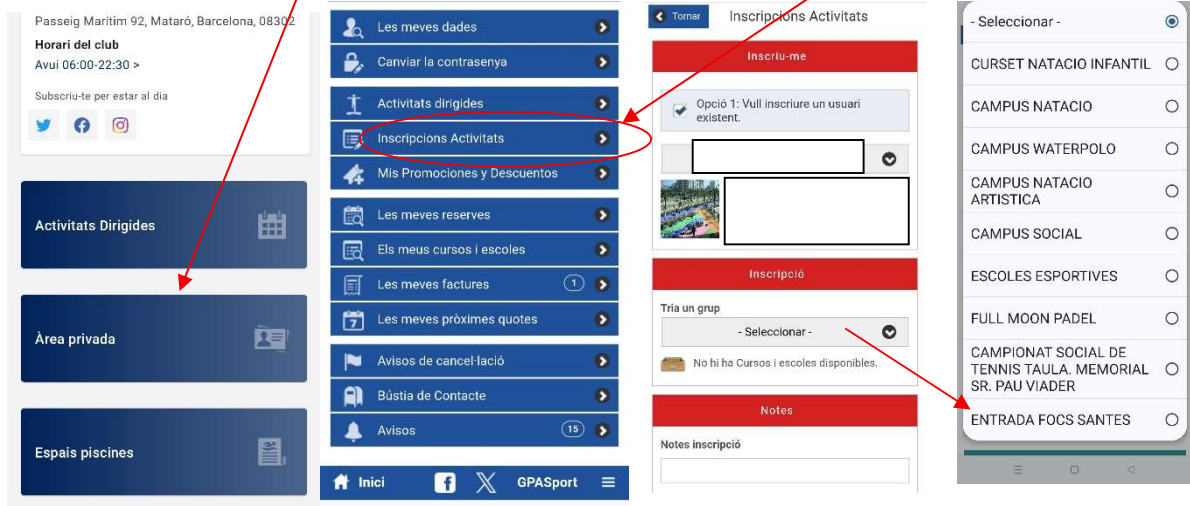 Passeig Marítim 92, Mataró, Barcelona, 08302
Horari del club
Avui 06:00-22:30 >
Subscriu-te per estar al dia
Activitats Dirigides
Àrea privada
Espais piscines
Les meves dades
Canviar la contrasenya
Activitats dirigides
Inscripcions Activitats
Mis Promociones y Descuentos
Les meves reserves
Els meus cursos i escoles
Les meves factures 1
7 Les meves pròximes quotes
Avisos de cancel·lació
Bústia de Contacte
Avisos 15
Inici GPASport
Tornar Inscripcions Activitats
Inscriu-me
Opció 1: Vull inscriure un usuari
existent.
Inscripció
Tria un grup
- Seleccionar -
No hi ha Cursos i escoles disponibles.
Notes
Notes inscripció
- Seleccionar -
CURSET NATACIO INFANTIL
CAMPUS NATACIO
CAMPUS WATERPOLO
CAMPUS NATACIO
ARTISTICA
CAMPUS SOCIAL
ESCOLES ESPORTIVES
FULL MOON PADEL
CAMPIONAT SOCIAL DE
TENNIS TAULA. MEMORIAL
SR. PAU VIADER
ENTRADA FOCS SANTES